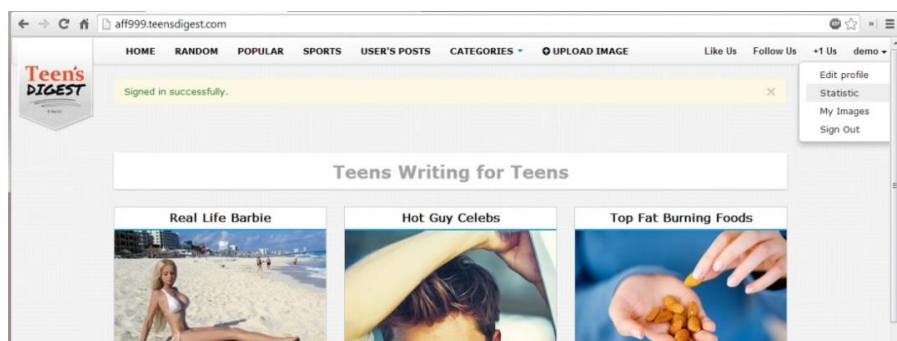 aff999.teensdigest.com
HOME RANDOM POPULAR SPORTS USER'S POSTS CATEGORIES UPLOAD IMAGE Like Us Follow Us +1 Us demo
Teen's
DIGEST
Signed in successfully. ×
Edit profile
Statistic
My Images
Sign Out
Teens Writing for Teens
Real Life Barbie Hot Guy Celebs Top Fat Burning Foods